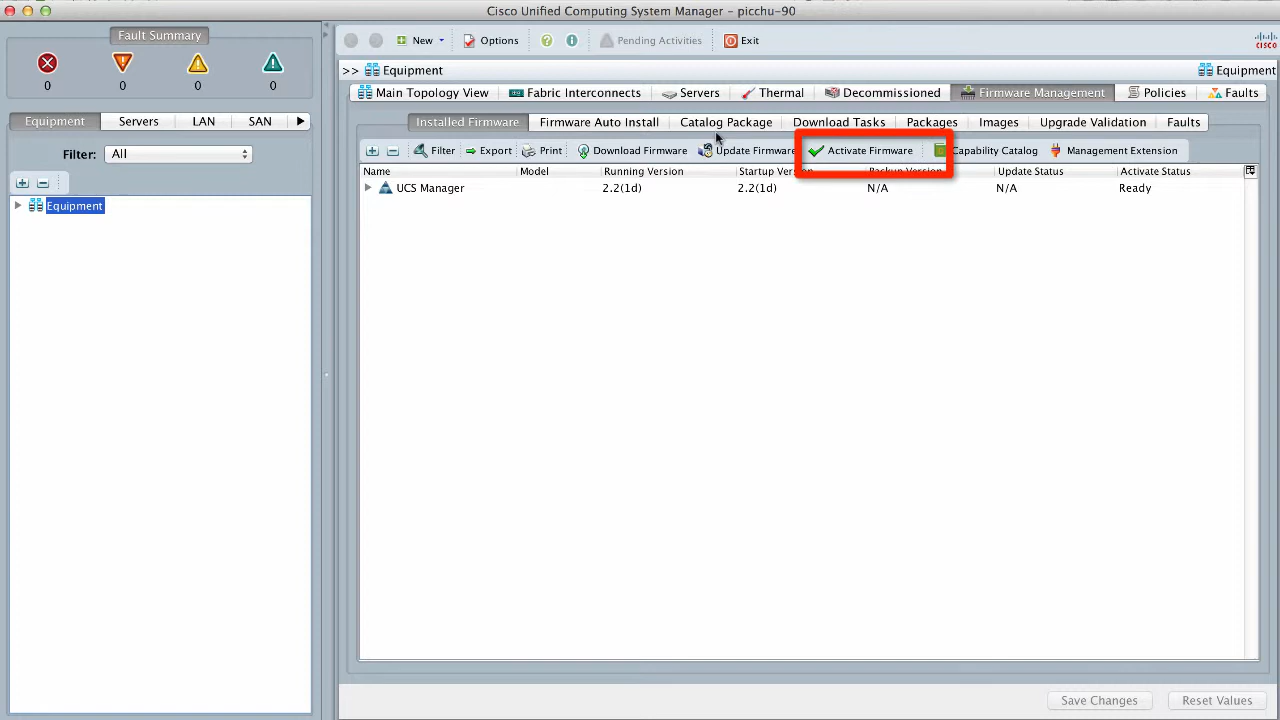 Cisco Unified Computing System Manager - picchu-90
Fault Summary
0 0 0 0
Equipment Servers LAN SAN
Filter: All
Equipment
New Options Pending Activities Exit
CISCO
>> Equipment Equipment
Main Topology View Fabric Interconnects Servers Thermal Decommissioned Firmware Management Policies Faults
Installed Firmware Firmware Auto Install Catalog Package Download Tasks Packages Images Upgrade Validation Faults
Filter Export Print Download Firmware Update Firmware Activate Firmware Capability Catalog Management Extension
Name Model Running Version Startup Version Backup Version Update Status Activate Status
UCS Manager 2.2(1d) 2.2(1d) N/A N/A Ready
Save Changes Reset Values